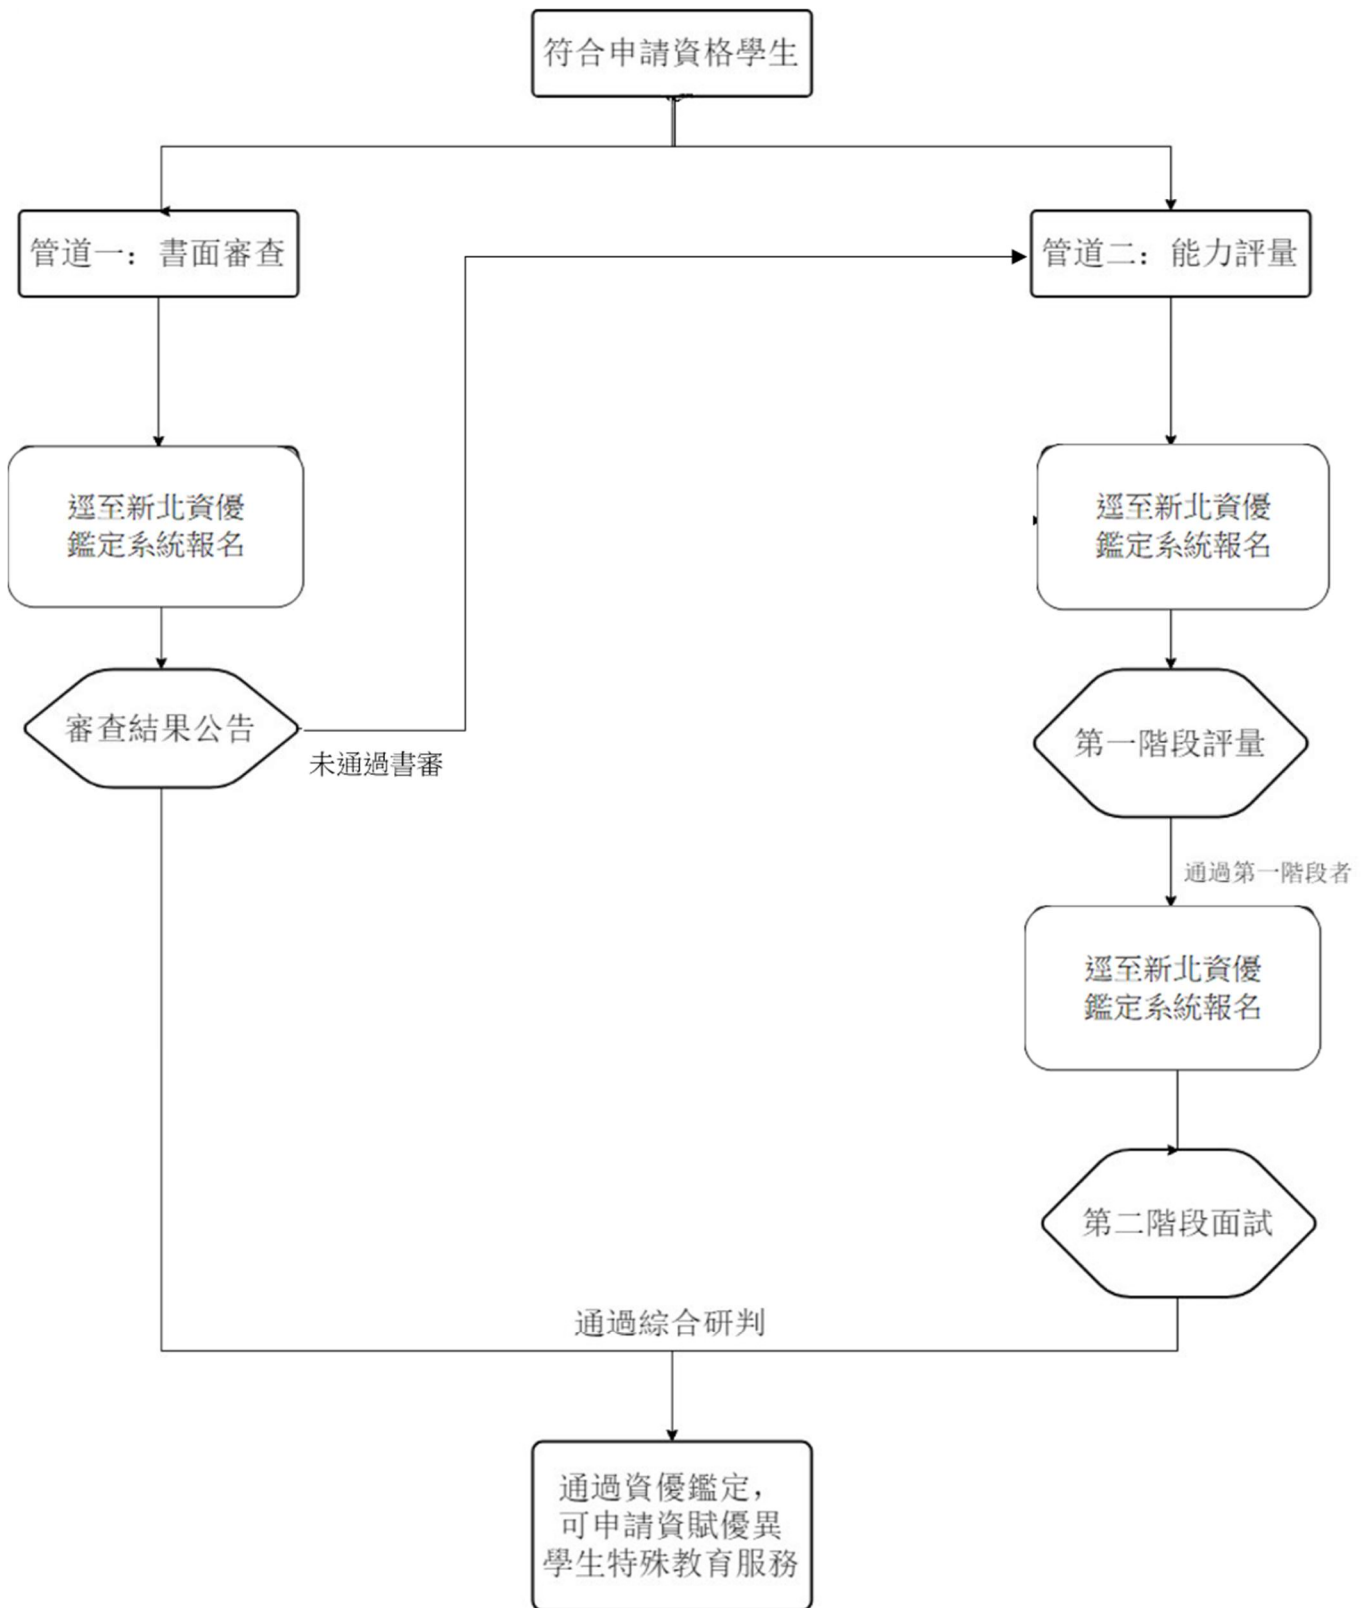 符合申請資格學生
管道一：書面審查
管道二：能力評量
逕至新北資優
鑑定系統報名
逕至新北資優
鑑定系統報名
審查結果公告
未通過書審
第一階段評量
通過第一階段者
逕至新北資優
鑑定系統報名
第二階段面試
通過綜合研判
通過資優鑑定，
可申請資賦優異
學生特殊教育服務